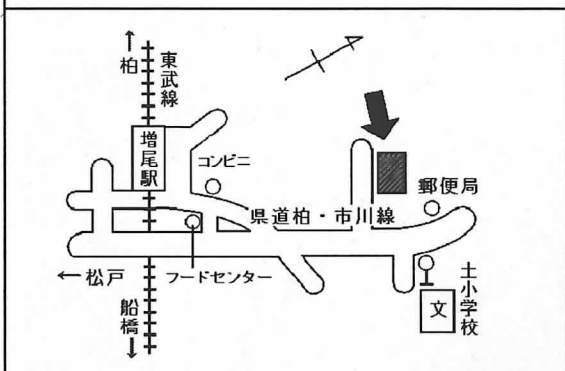 柏
東武線
増尾駅
コンビニ
郵便局
県道柏・市川線
松戸
フードセンター
船橋
土小学校
文